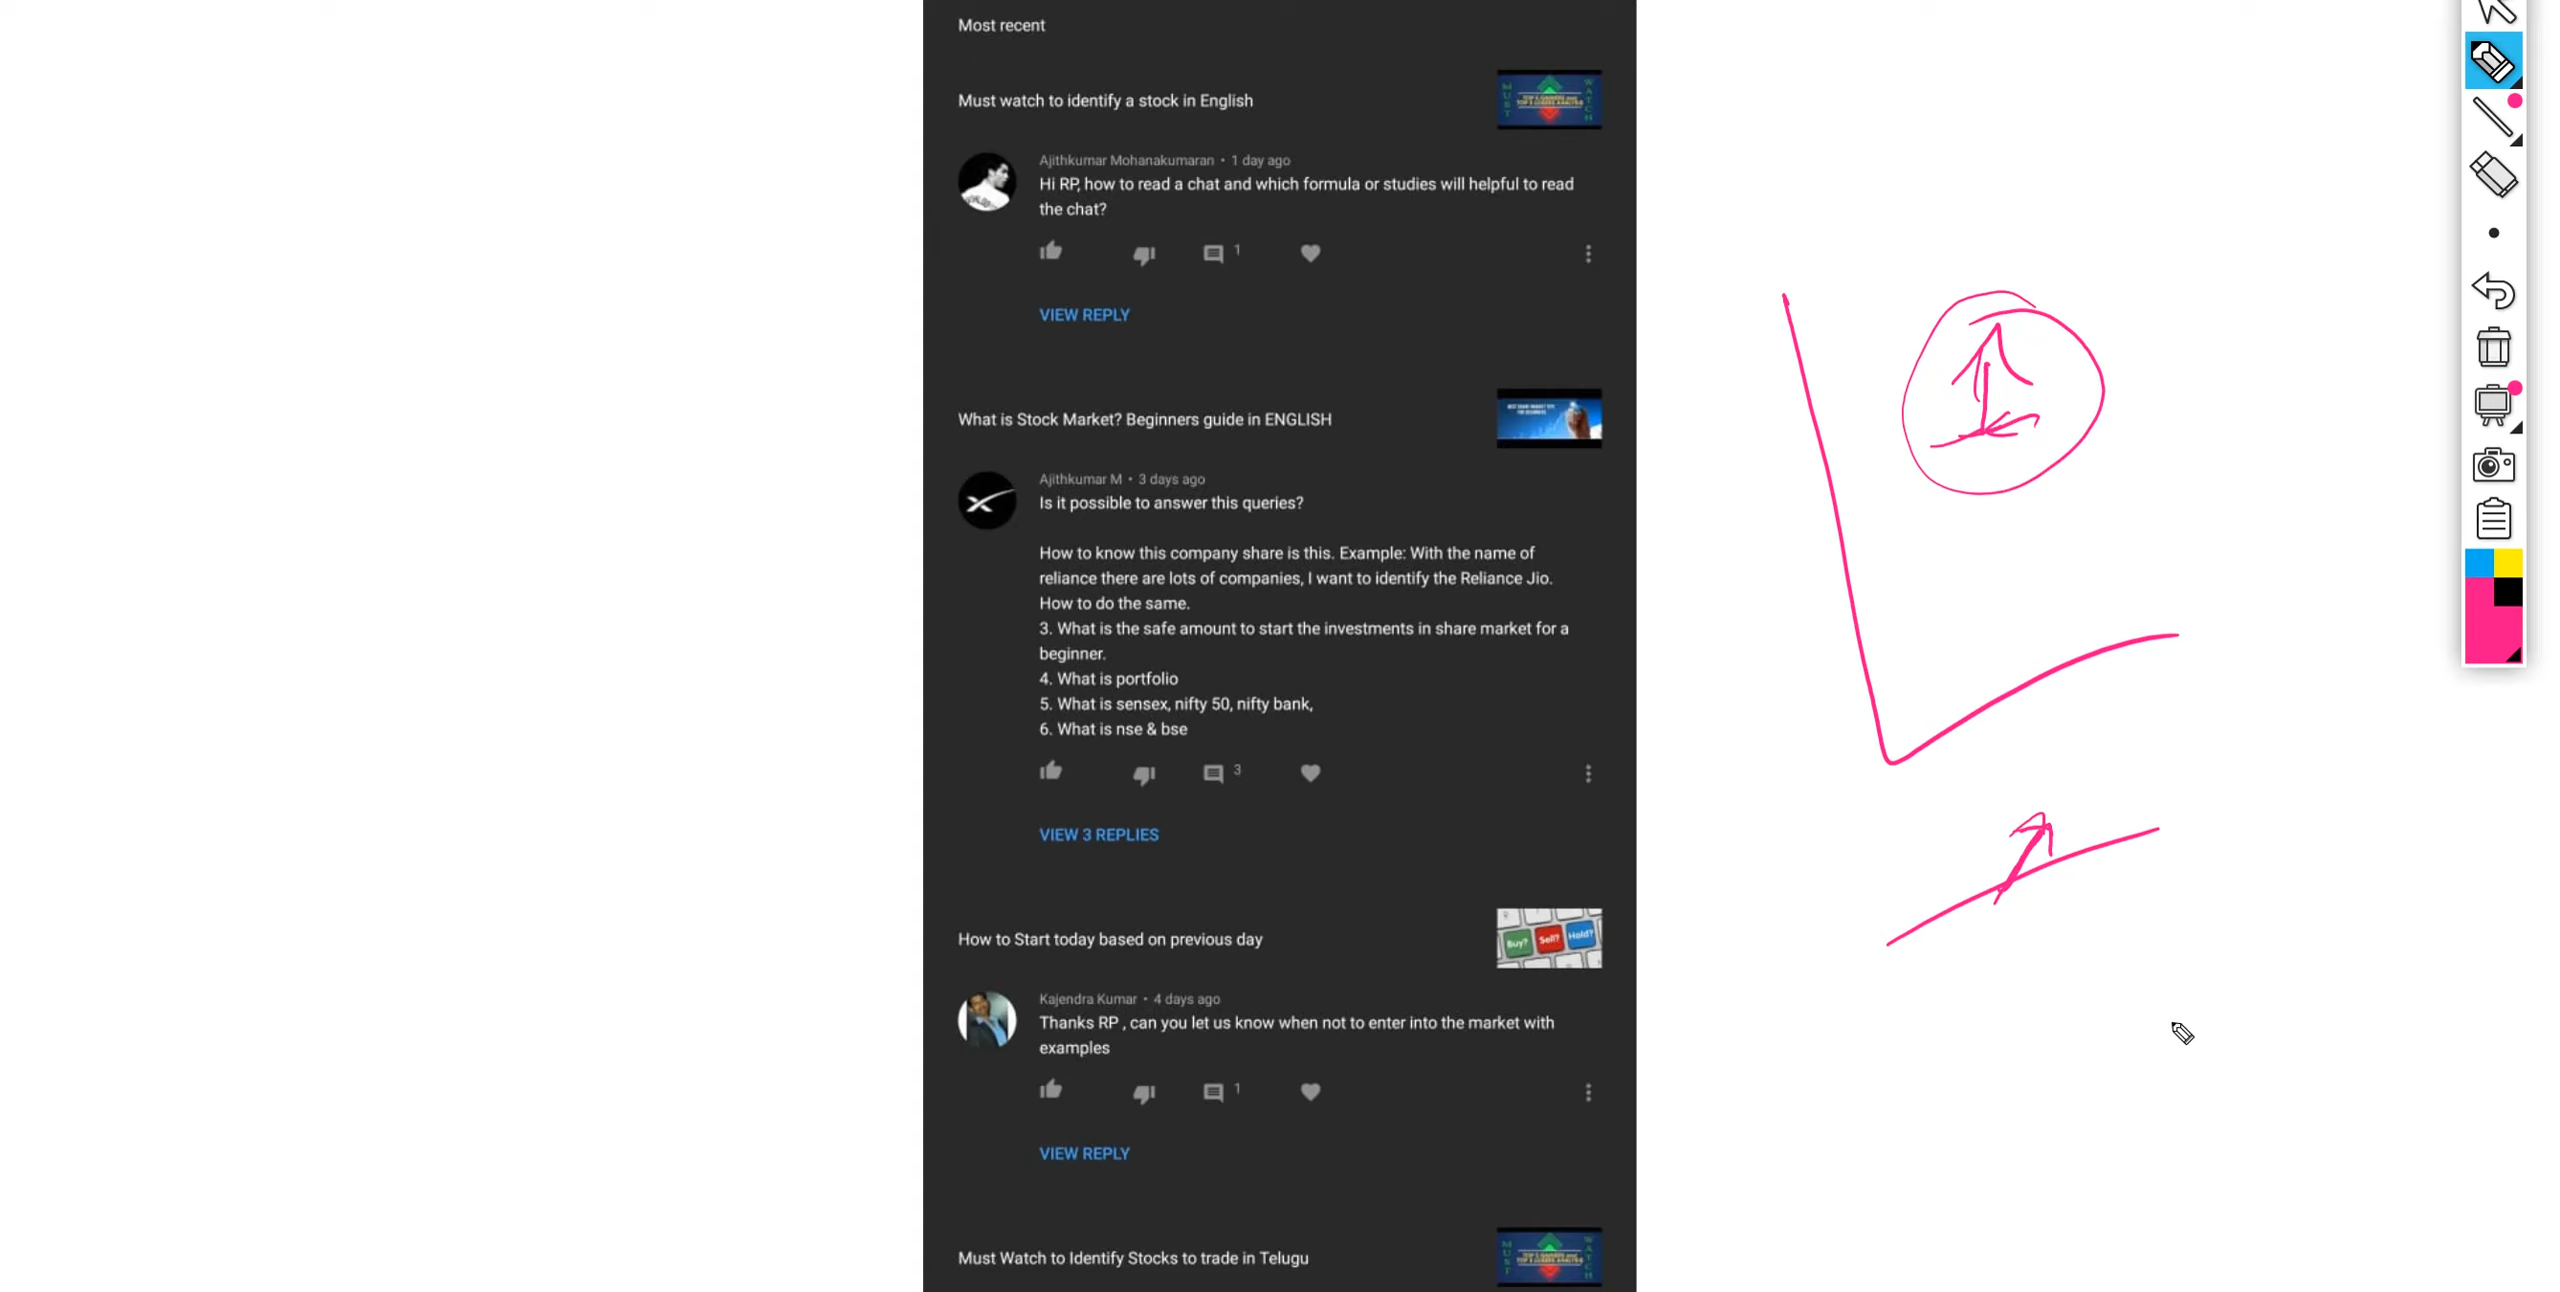 Most recent
Must watch to identify a stock in English
MUST
WATCH
Ajithkumar Mohanakumaran • 1 day ago
Hi RP, how to read a chat and which formula or studies will helpful to read
the chat?
1
VIEW REPLY
What is Stock Market? Beginners guide in ENGLISH
Ajithkumar M • 3 days ago
Is it possible to answer this queries?
How to know this company share is this. Example: With the name of
reliance there are lots of companies, I want to identify the Reliance Jio.
How to do the same.
3. What is the safe amount to start the investments in share market for a
beginner.
4. What is portfolio
5. What is sensex, nifty 50, nifty bank,
6. What is nse & bse
3
VIEW 3 REPLIES
How to Start today based on previous day
Buy? Sell? Hold?
Kajendra Kumar • 4 days ago
Thanks RP , can you let us know when not to enter into the market with
examples
1
VIEW REPLY
Must Watch to Identify Stocks to trade in Telugu
MUST
WATCH